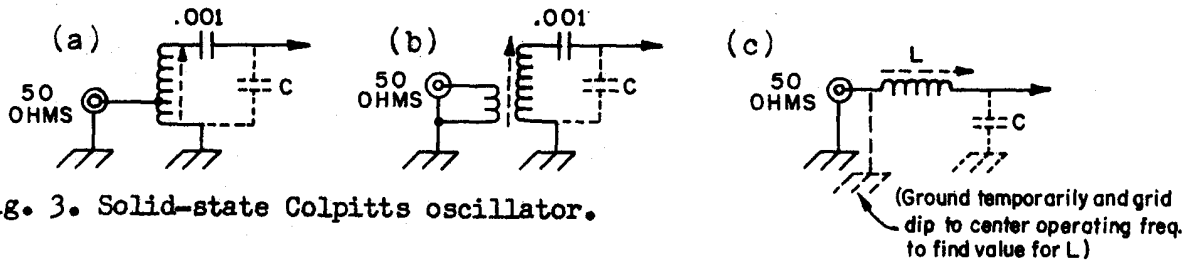 (a)
.001
50
OHMS
C
(b)
.001
50
OHMS
C
(c)
L
50
OHMS
C
(Ground temporarily and grid
dip to center operating freq.
to find value for L)
g. 3. Solid-state Colpitts oscillator.